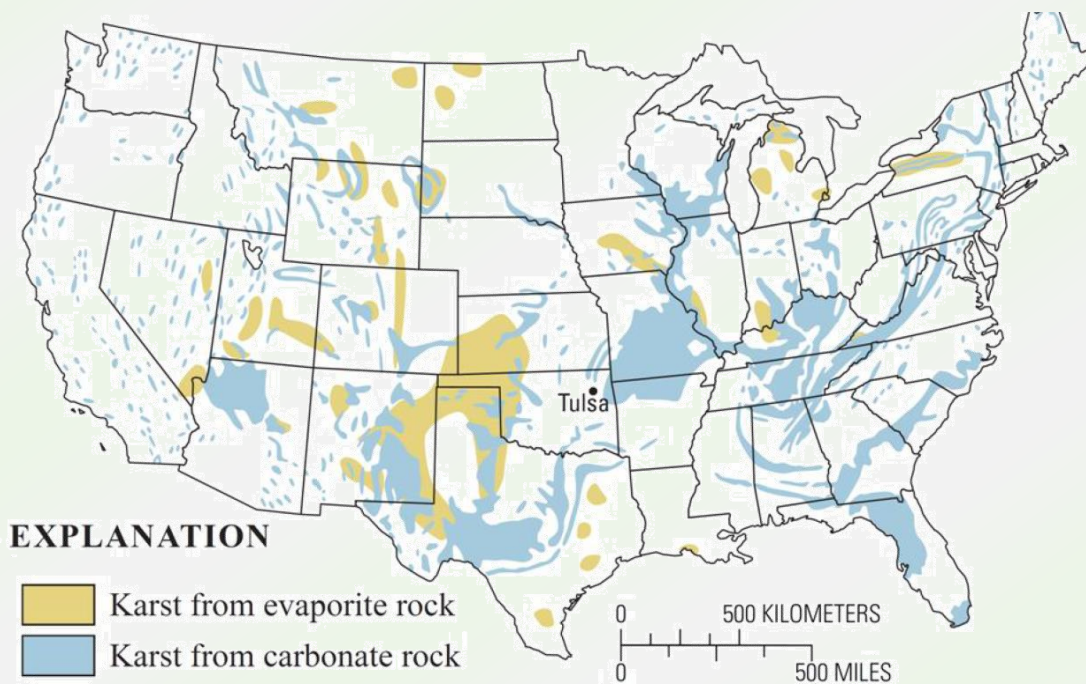 Tulsa
EXPLANATION
Karst from evaporite rock
Karst from carbonate rock
0 500 KILOMETERS
0 500 MILES